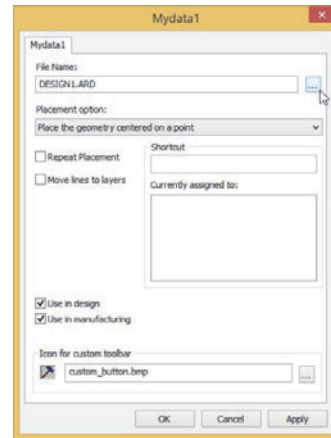 Mydata1
Mydata1
File Name:
DESIGN1.ARD
...
Placement option:
Place the geometry centered on a point
Repeat Placement
Move lines to layers
Shortcut
Currently assigned to:
Use in design
Use in manufacturing
Icon for custom toolbar
custom_button.bmp
...
OK Cancel Apply